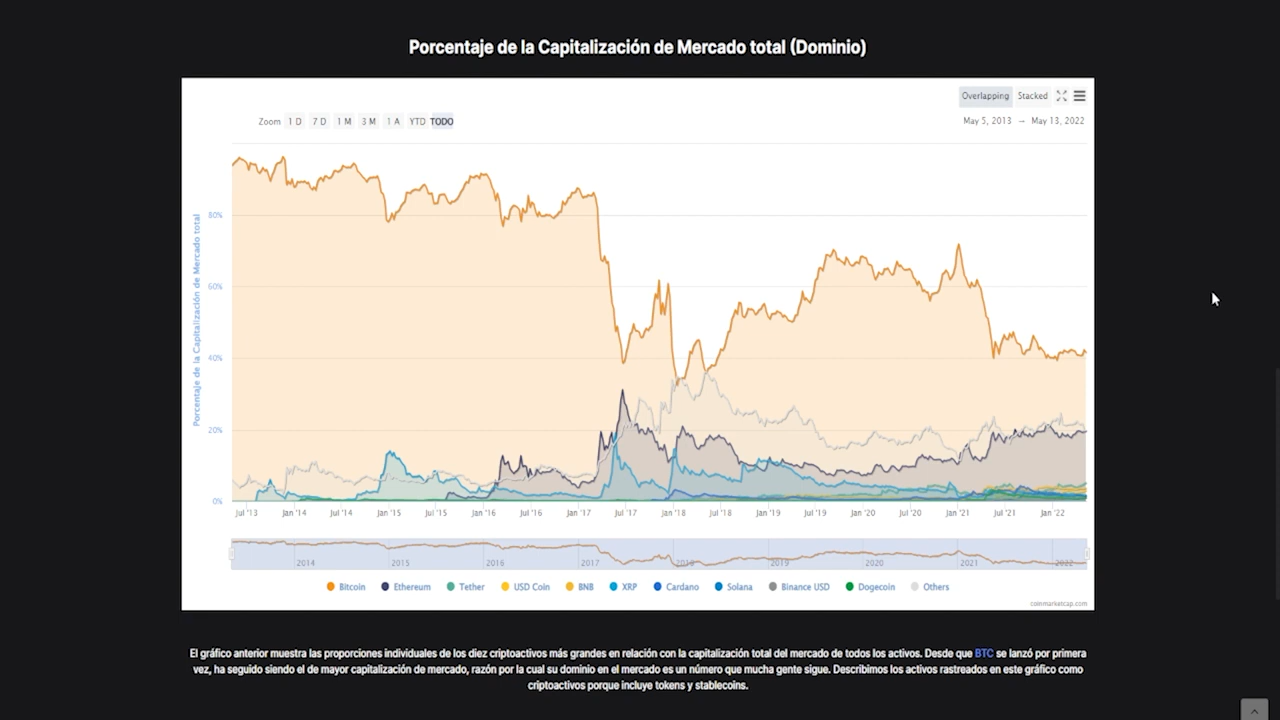 Porcentaje de la Capitalización de Mercado total (Dominio)
Overlapping Stacked
Zoom 1 D 7 D 1 M 3 M 1 A YTD TODO
May 5, 2013 → May 13, 2022
Porcentaje de la Capitalización de Mercado total
80%
60%
40%
20%
0%
Jul '13 Jan '14 Jul '14 Jan '15 Jul '15 Jan '16 Jul '16 Jan '17 Jul '17 Jan '18 Jul '18 Jan '19 Jul '19 Jan '20 Jul '20 Jan '21 Jul '21 Jan '22
2014 2015 2016 2017 2018 2019 2020 2021 2022
Bitcoin Ethereum Tether USD Coin BNB XRP Cardano Solana Binance USD Dogecoin Others
coinmarketcap.com
El gráfico anterior muestra las proporciones individuales de los diez criptoactivos más grandes en relación con la capitalización total del mercado de todos los activos. Desde que BTC se lanzó por primera
vez, ha seguido siendo el de mayor capitalización de mercado, razón por la cual su dominio en el mercado es un número que mucha gente sigue. Describimos los activos rastreados en este gráfico como
criptoactivos porque incluye tokens y stablecoins.